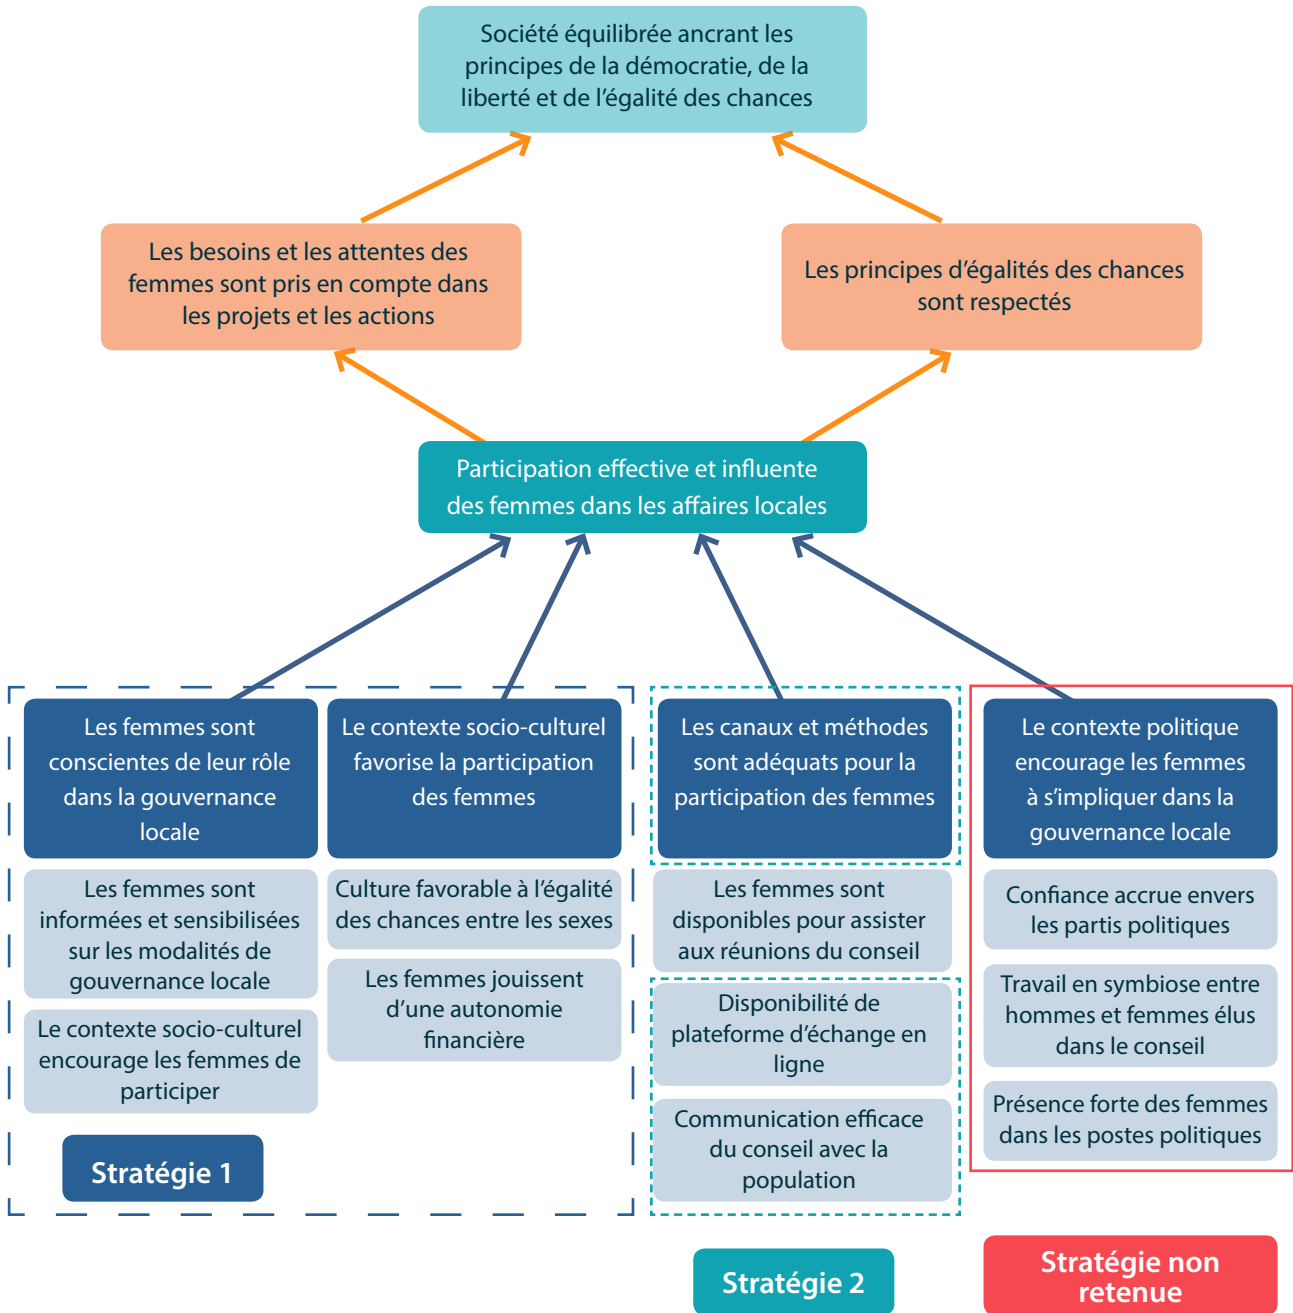 Société équilibrée ancrant les
principes de la démocratie, de la
liberté et de l'égalité des chances
Les besoins et les attentes des
femmes sont pris en compte dans
les projets et les actions
Les principes d'égalités des chances
sont respectés
Participation effective et influente
des femmes dans les affaires locales
Les femmes sont
conscientes de leur rôle
dans la gouvernance
locale
Les femmes sont
informées et sensibilisées
sur les modalités de
gouvernance locale
Le contexte socio-culturel
encourage les femmes de
participer
Le contexte socio-culturel
favorise la participation
des femmes
Culture favorable à l'égalité
des chances entre les sexes
Les femmes jouissent
d'une autonomie
financière
Stratégie 1
Les canaux et méthodes
sont adéquats pour la
participation des femmes
Les femmes sont
disponibles pour assister
aux réunions du conseil
Disponibilité de
plateforme d'échange en
ligne
Communication efficace
du conseil avec la
population
Stratégie 2
Le contexte politique
encourage les femmes
à s'impliquer dans la
gouvernance locale
Confiance accrue envers
les partis politiques
Travail en symbiose entre
hommes et femmes élus
dans le conseil
Présence forte des femmes
dans les postes politiques
Stratégie non
retenue